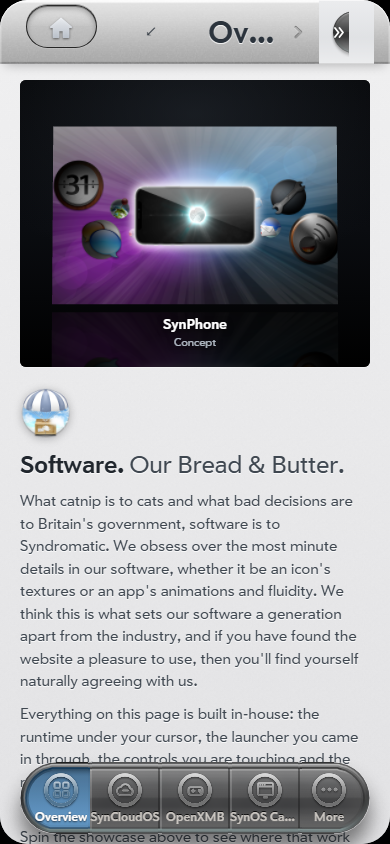 Ov...
»
31
SynPhone
Concept
Software. Our Bread & Butter.
What catnip is to cats and what bad decisions are
to Britain's government, software is to
Syndromatic. We obsess over the most minute
details in our software, whether it be an icon's
textures or an app's animations and fluidity. We
think this is what sets our software a generation
apart from the industry, and if you have found the
website a pleasure to use, then you'll find yourself
naturally agreeing with us.
Everything on this page is built in-house: the
runtime under your cursor, the launcher you came
in through, the controls you are touching and the
Overview
SynCloudOS
OpenXMB
SynOS Ca...
More
Spin the showcase above to see where that work